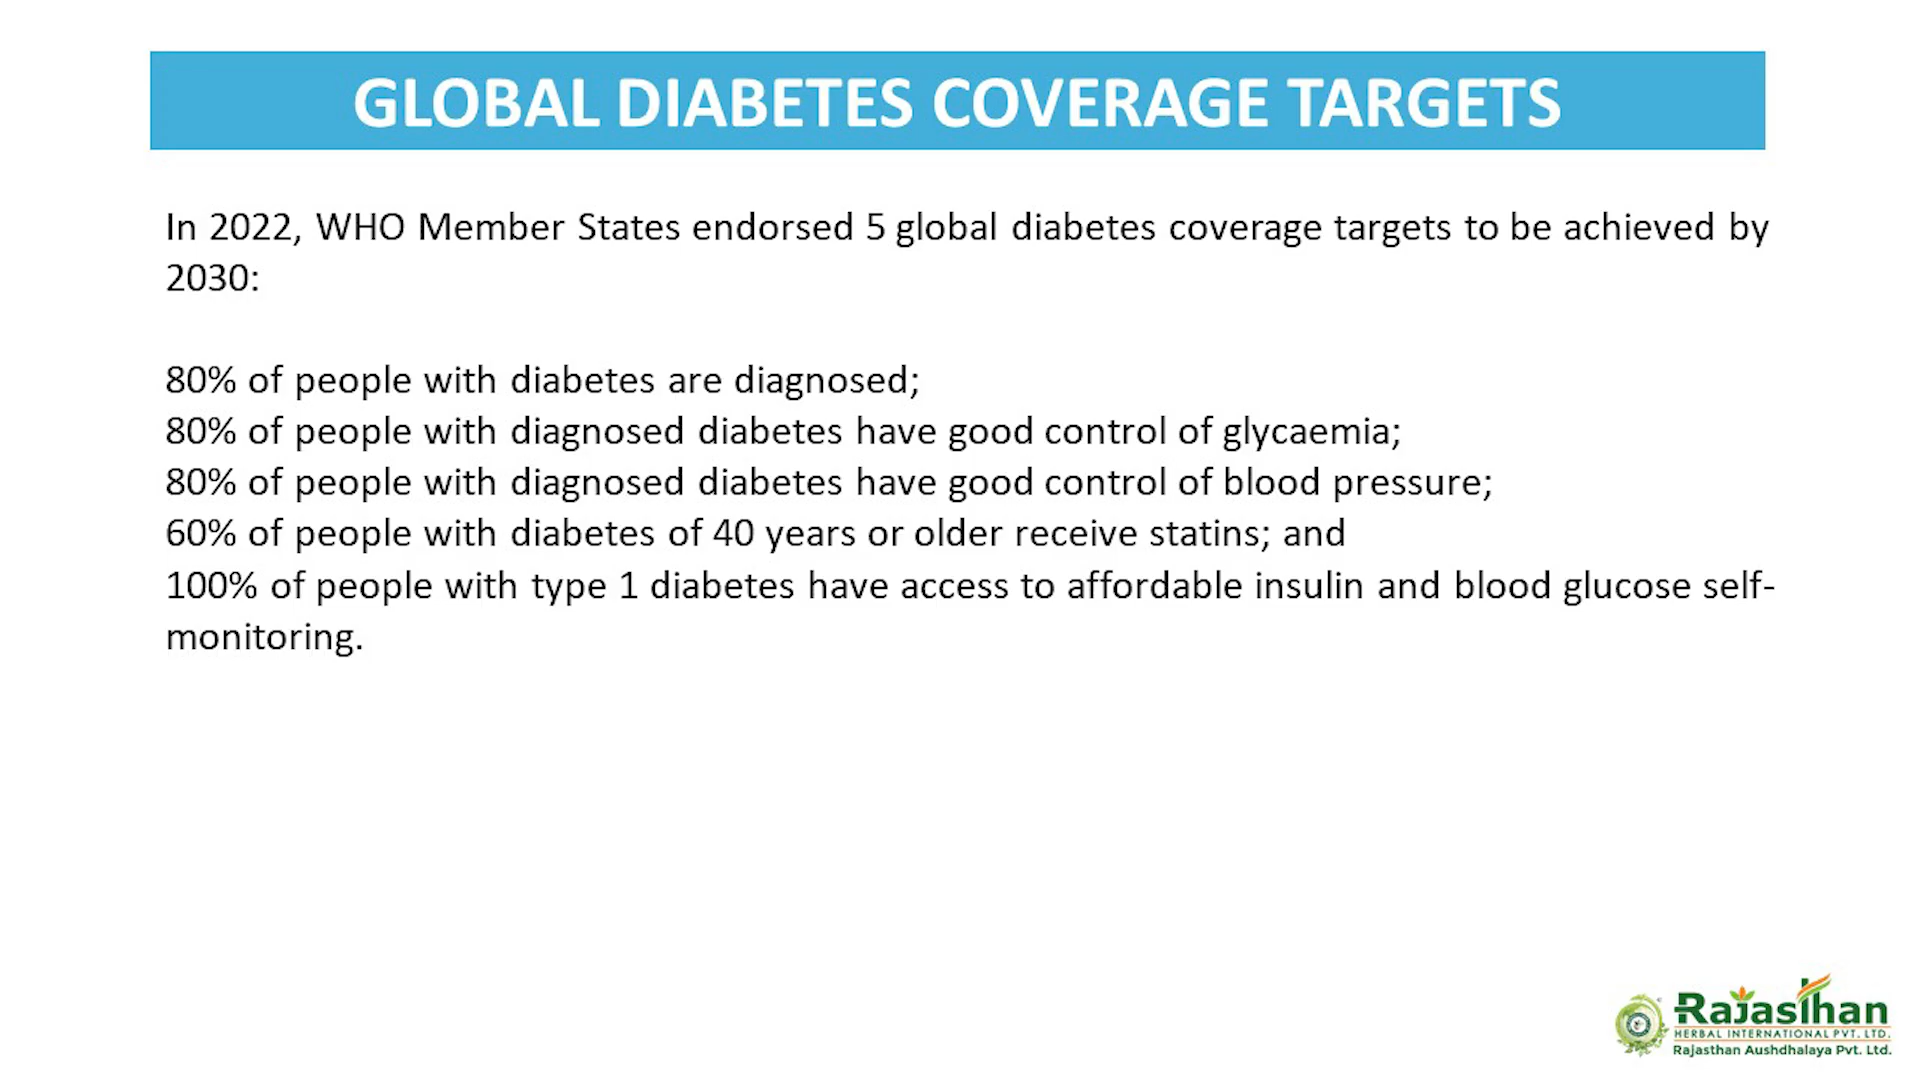 GLOBAL DIABETES COVERAGE TARGETS
In 2022, WHO Member States endorsed 5 global diabetes coverage targets to be achieved by
2030:
80% of people with diabetes are diagnosed;
80% of people with diagnosed diabetes have good control of glycaemia;
80% of people with diagnosed diabetes have good control of blood pressure;
60% of people with diabetes of 40 years or older receive statins; and
100% of people with type 1 diabetes have access to affordable insulin and blood glucose self-
monitoring.
Rajasthan
HERBAL INTERNATIONAL PVT. LTD.
Rajasthan Aushdhalaya Pvt. Ltd.